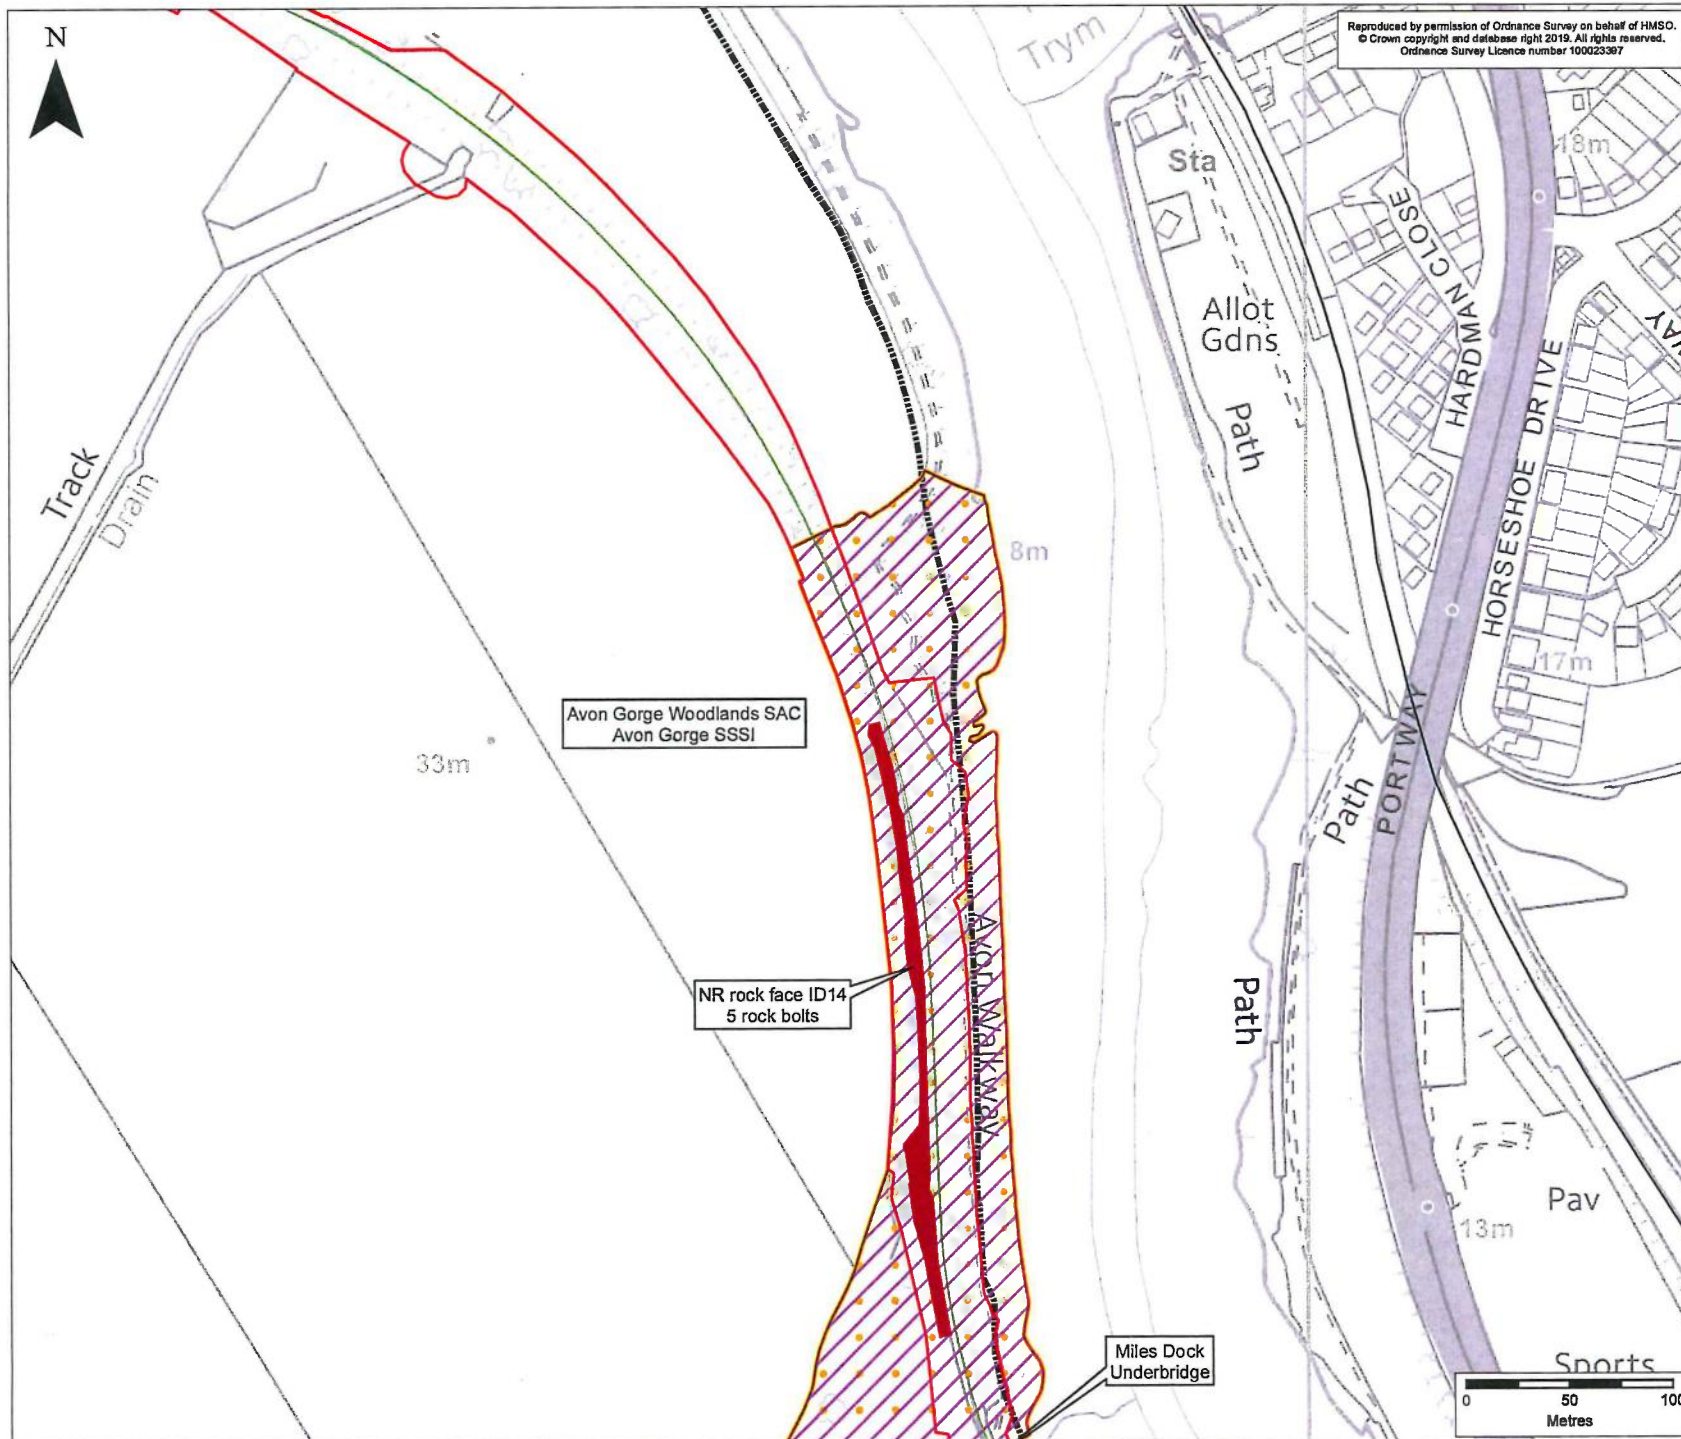 N
Reproduced by permission of Ordnance Survey on behalf of HMSO.
© Crown copyright and database right 2019. All rights reserved.
Ordnance Survey Licence number 100023397
Trym
18m
Sta
HARDMAN CLOSE
Allot
Gdns
Path
HORSESHOE DRIVE
WAY
Track
Drain
8m
17m
Avon Gorge Woodlands SAC
Avon Gorge SSSI
33m
PORTWAY
Path
NR rock face ID14
5 rock bolts
Avon Walkway
Path
Pav
13m
Miles Dock
Underbridge
Sports
0 50 100
Metres